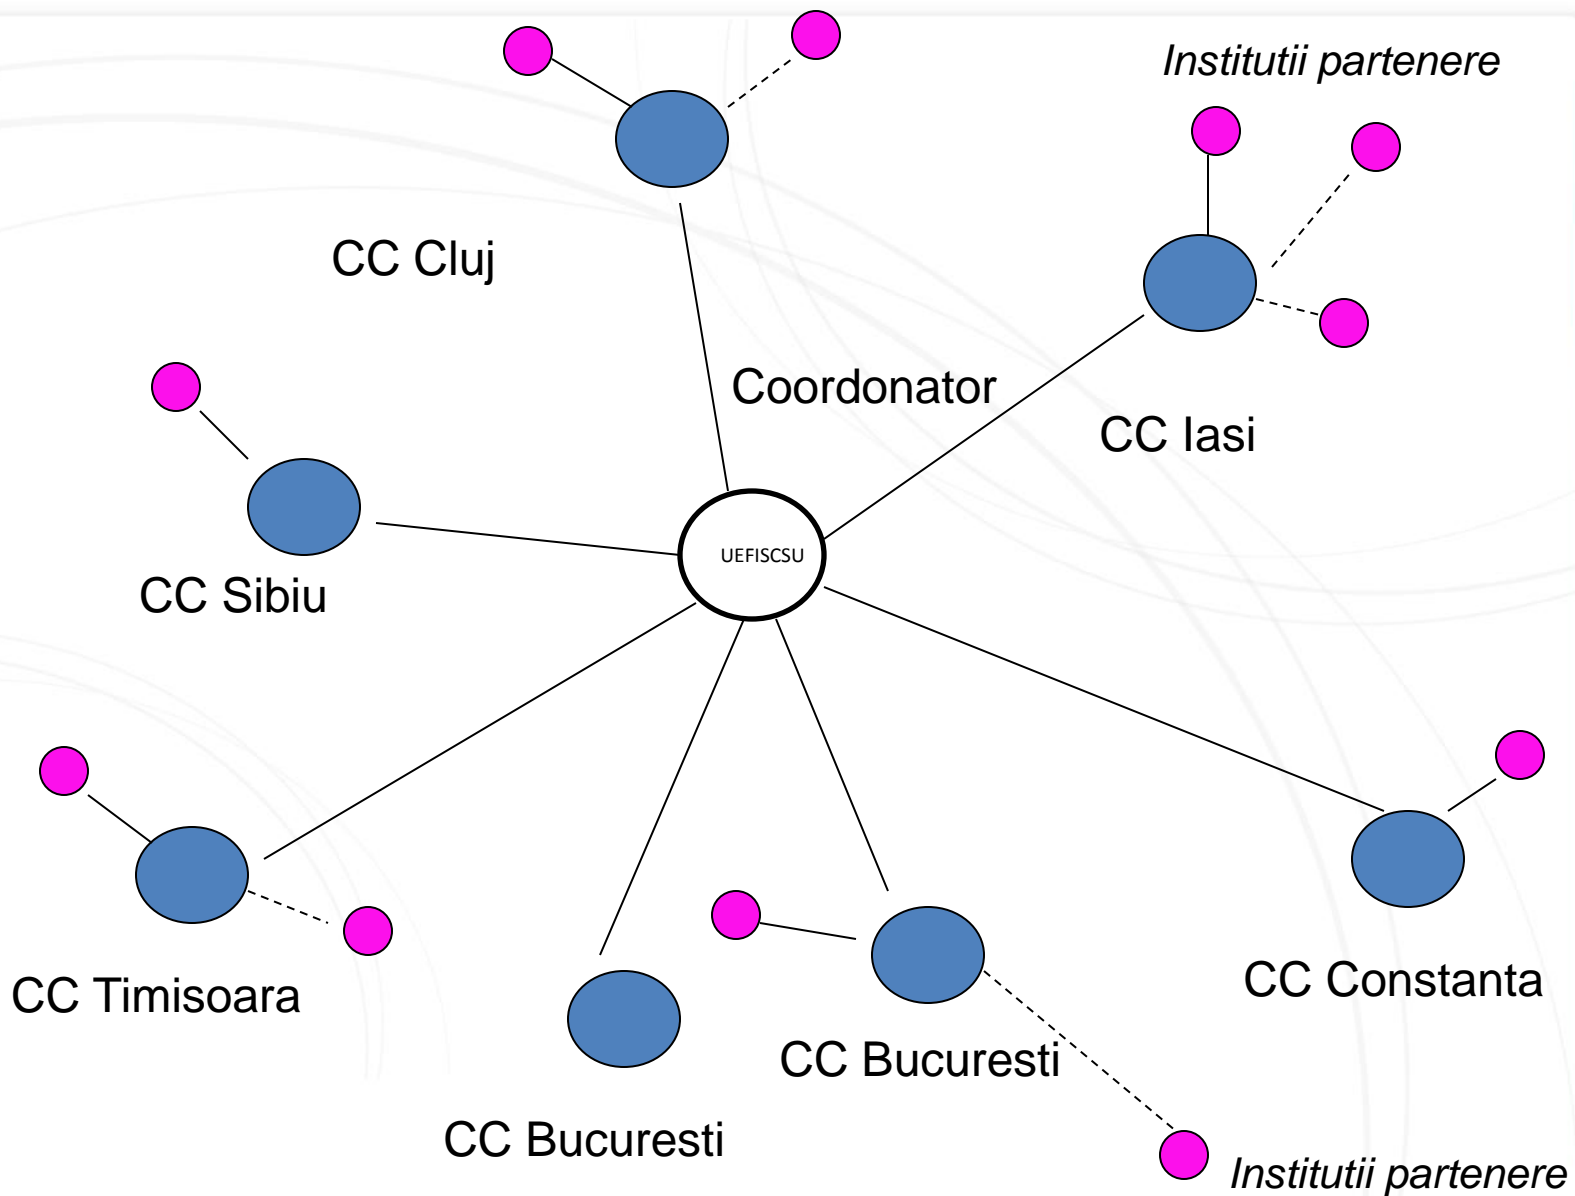 Institutii partenere
CC Cluj
Coordonator
CC Iasi
UEFISCSU
CC Sibiu
CC Timisoara
CC Constanta
CC Bucuresti
CC Bucuresti
Institutii partenere